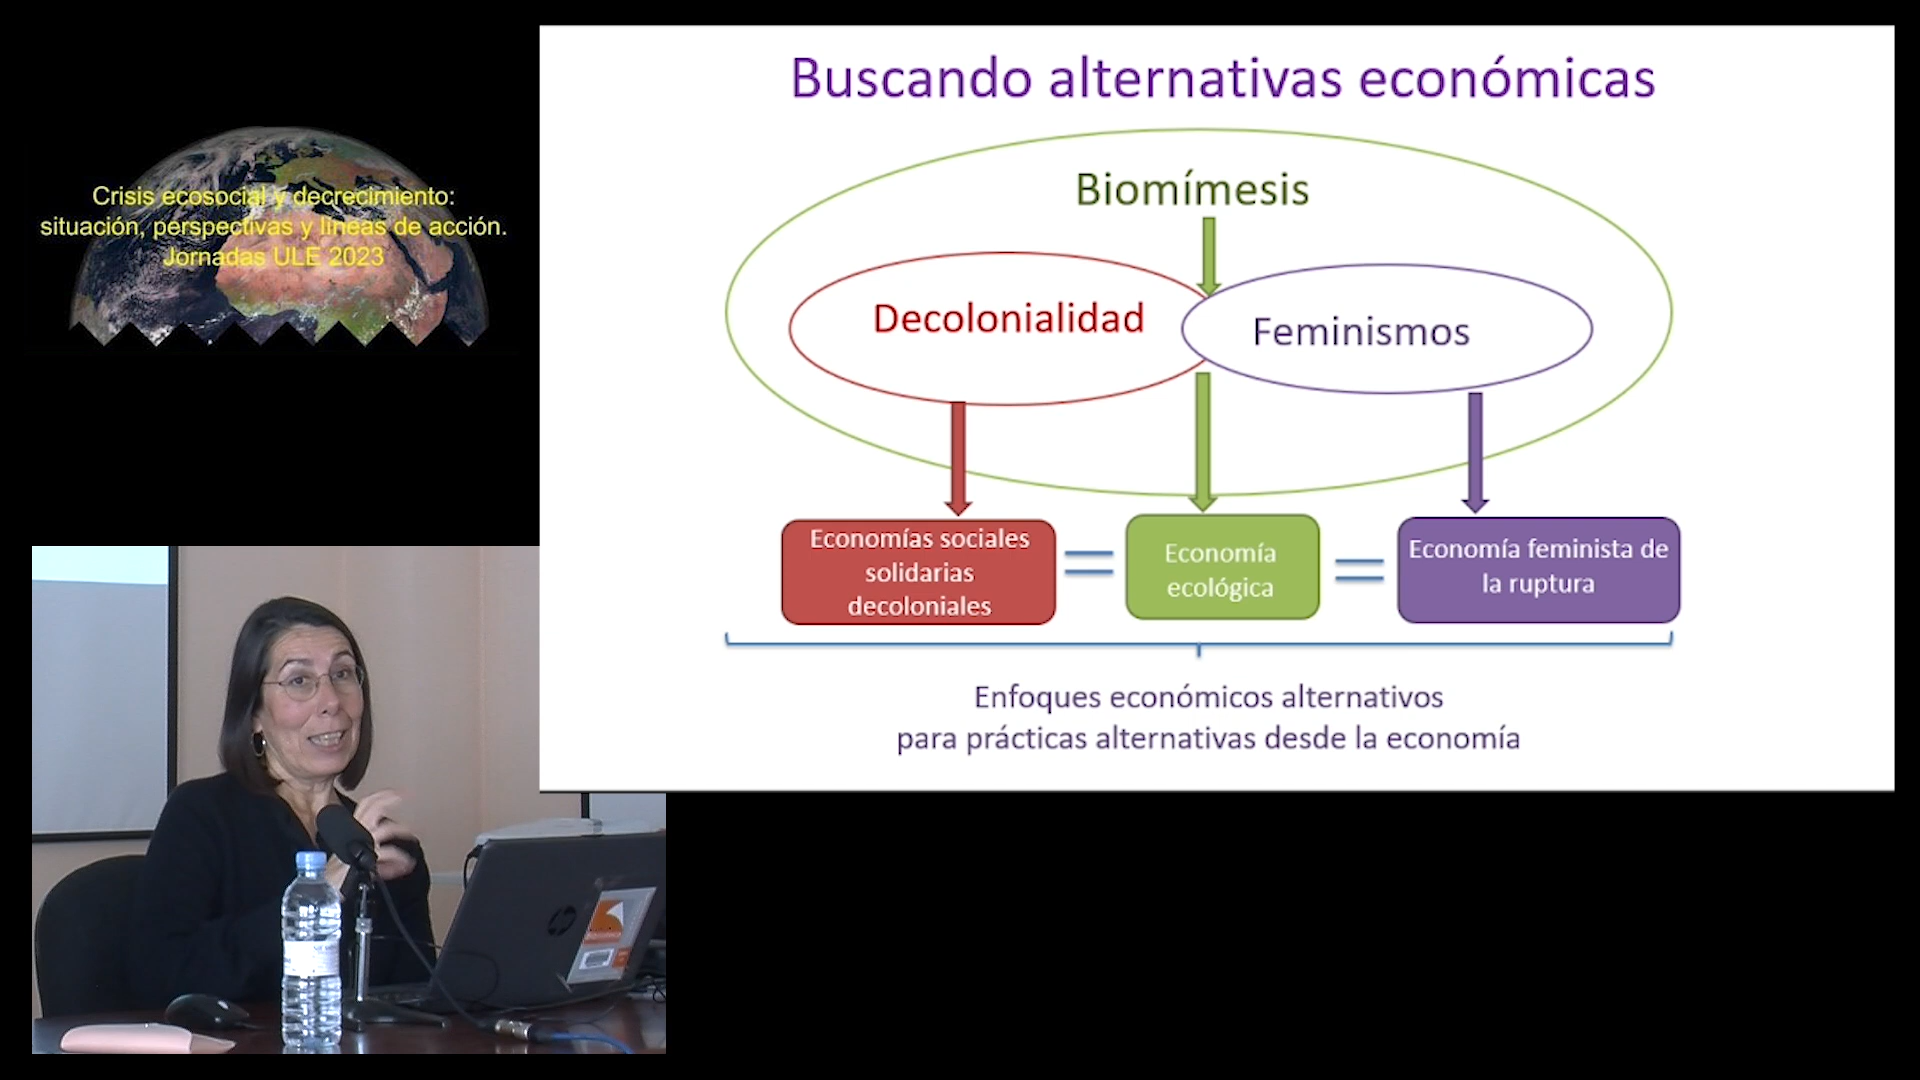 Crisis ecosocial y decrecimiento:
situación, perspectivas y líneas de acción.
Jornadas ULE 2023
Buscando alternativas económicas
Biomímesis
Decolonialidad
Feminismos
Economías sociales
solidarias
decoloniales
=
Economía
ecológica
=
Economía feminista de
la ruptura
Enfoques económicos alternativos
para prácticas alternativas desde la economía
hp